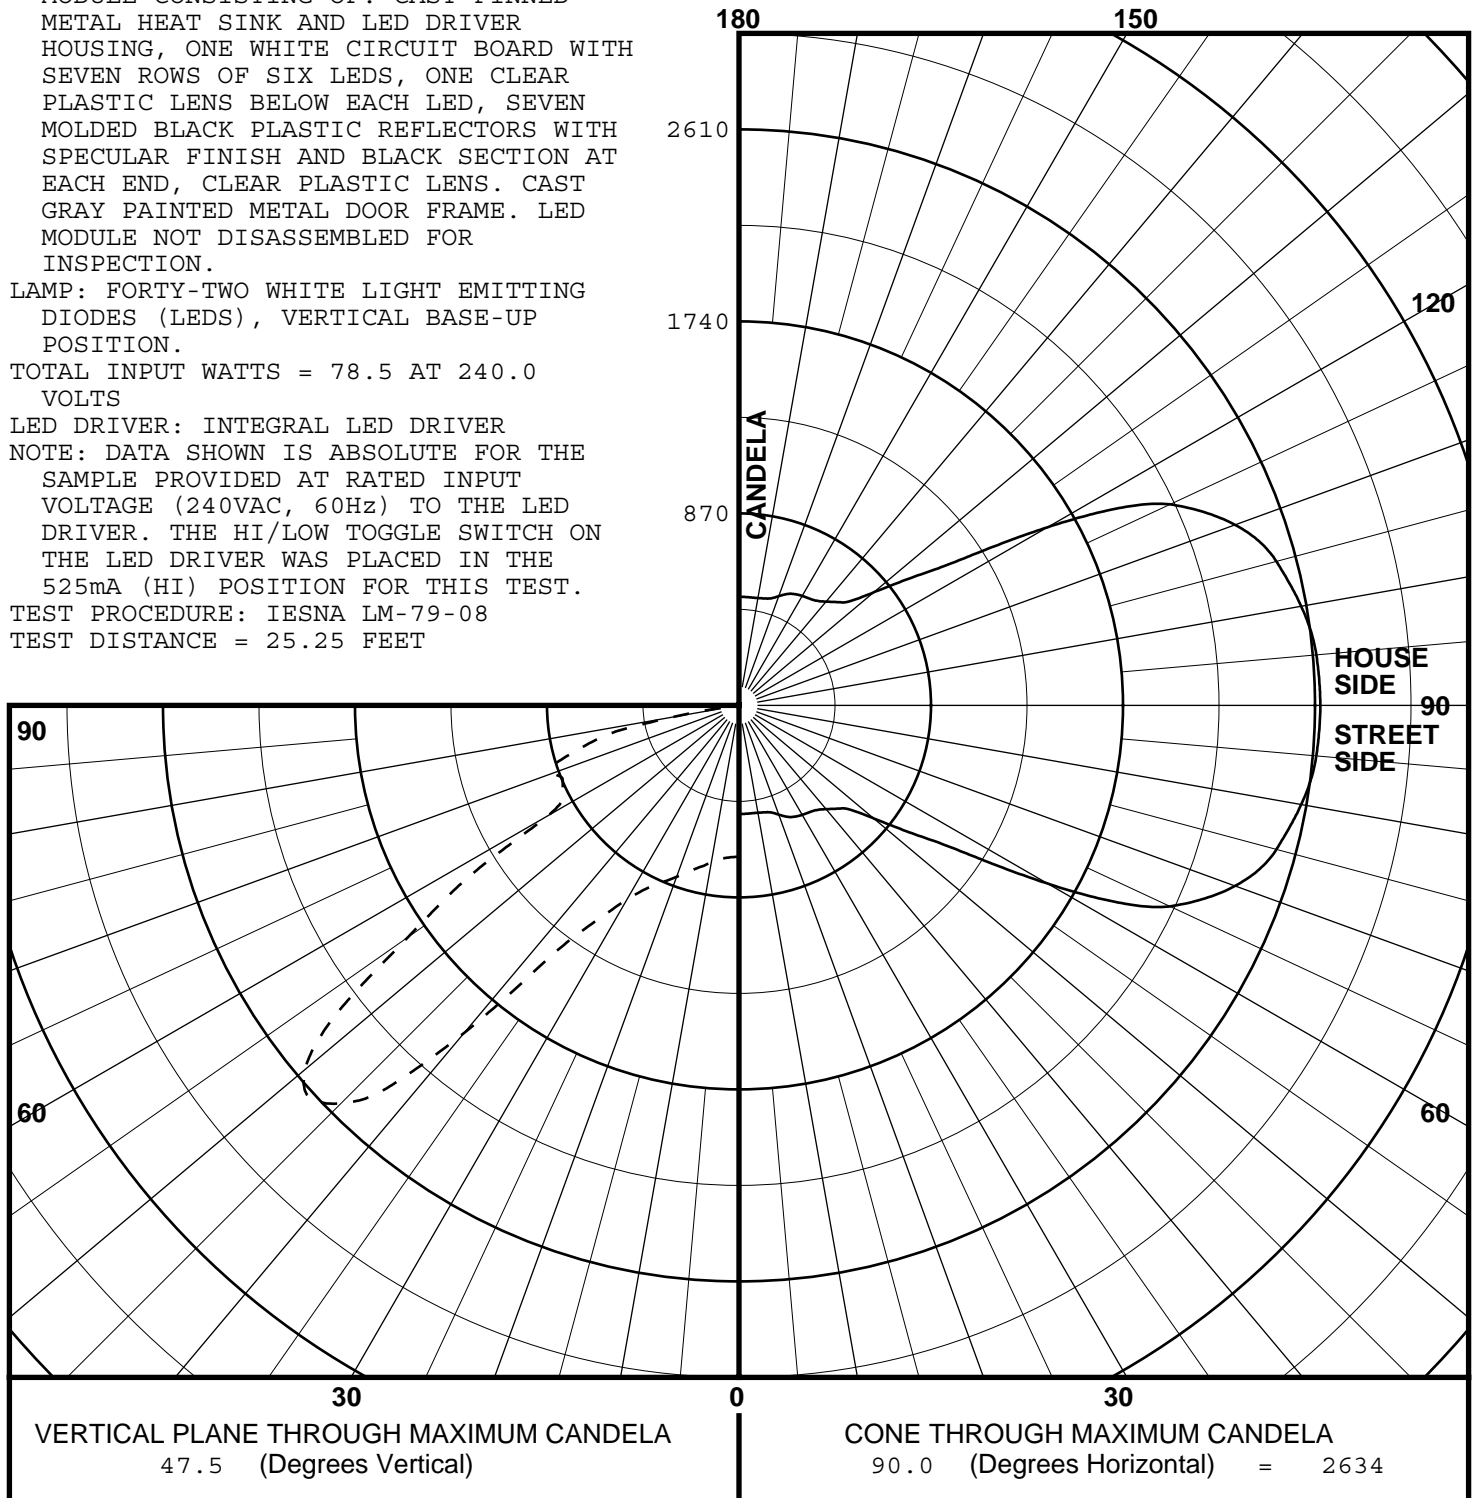 MODULE CONSISTING OF: CAST FINNED
METAL HEAT SINK AND LED DRIVER
HOUSING, ONE WHITE CIRCUIT BOARD WITH
SEVEN ROWS OF SIX LEDS, ONE CLEAR
PLASTIC LENS BELOW EACH LED, SEVEN
MOLDED BLACK PLASTIC REFLECTORS WITH
SPECULAR FINISH AND BLACK SECTION AT
EACH END, CLEAR PLASTIC LENS. CAST
GRAY PAINTED METAL DOOR FRAME. LED
MODULE NOT DISASSEMBLED FOR
INSPECTION.
LAMP: FORTY-TWO WHITE LIGHT EMITTING
DIODES (LEDS), VERTICAL BASE-UP
POSITION.
TOTAL INPUT WATTS = 78.5 AT 240.0
VOLTS
LED DRIVER: INTEGRAL LED DRIVER
NOTE: DATA SHOWN IS ABSOLUTE FOR THE
SAMPLE PROVIDED AT RATED INPUT
VOLTAGE (240VAC, 60Hz) TO THE LED
DRIVER. THE HI/LOW TOGGLE SWITCH ON
THE LED DRIVER WAS PLACED IN THE
525mA (HI) POSITION FOR THIS TEST.
TEST PROCEDURE: IESNA LM-79-08
TEST DISTANCE = 25.25 FEET
180
150
2610
1740
870
CANDELA
120
HOUSE
SIDE
90
STREET
SIDE
60
90
60
30
0
30
VERTICAL PLANE THROUGH MAXIMUM CANDELA
47.5 (Degrees Vertical)
CONE THROUGH MAXIMUM CANDELA
90.0 (Degrees Horizontal) = 2634